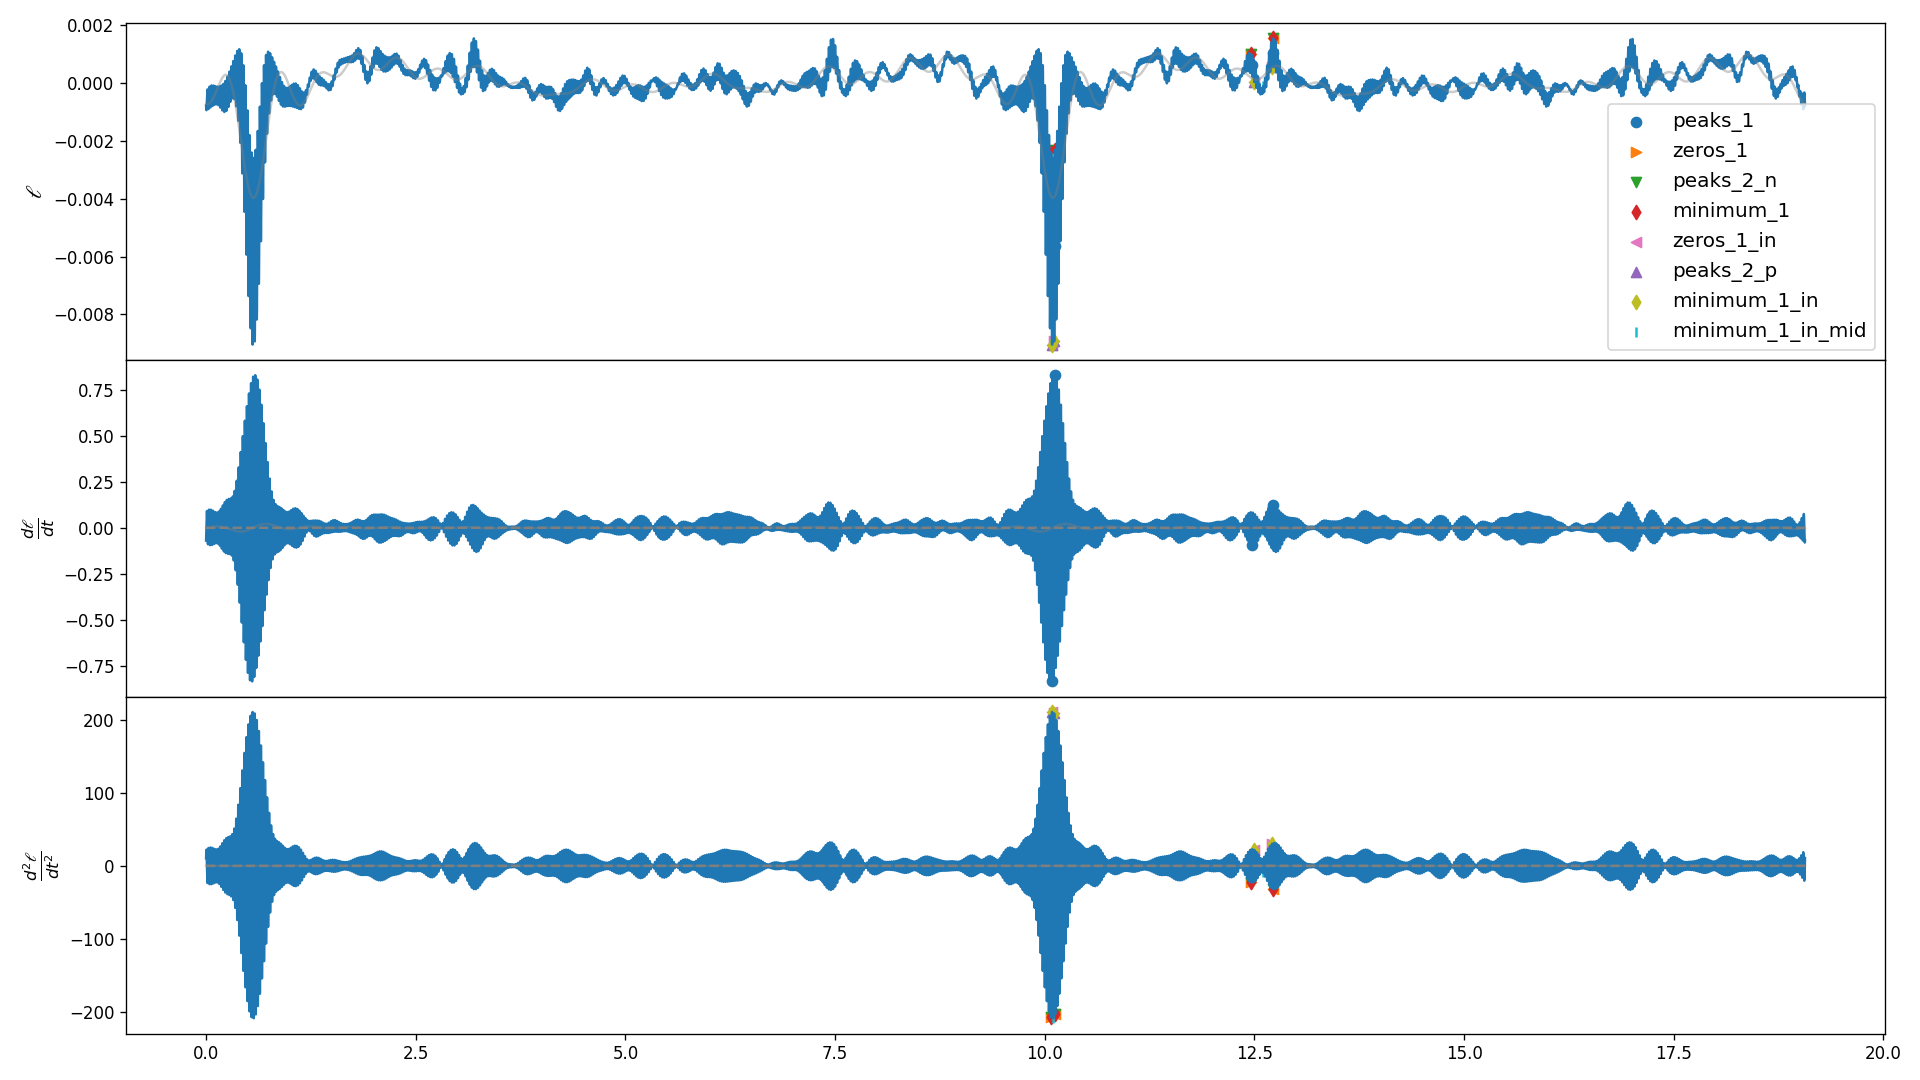 0.002
0.000
−0.002
−0.004
−0.006
−0.008
ℓ
peaks_1
zeros_1
peaks_2_n
minimum_1
zeros_1_in
peaks_2_p
minimum_1_in
minimum_1_in_mid
0.75
0.50
0.25
0.00
−0.25
−0.50
−0.75
dℓ/dt
200
100
0
−100
−200
d²ℓ/dt²
0.0 2.5 5.0 7.5 10.0 12.5 15.0 17.5 20.0